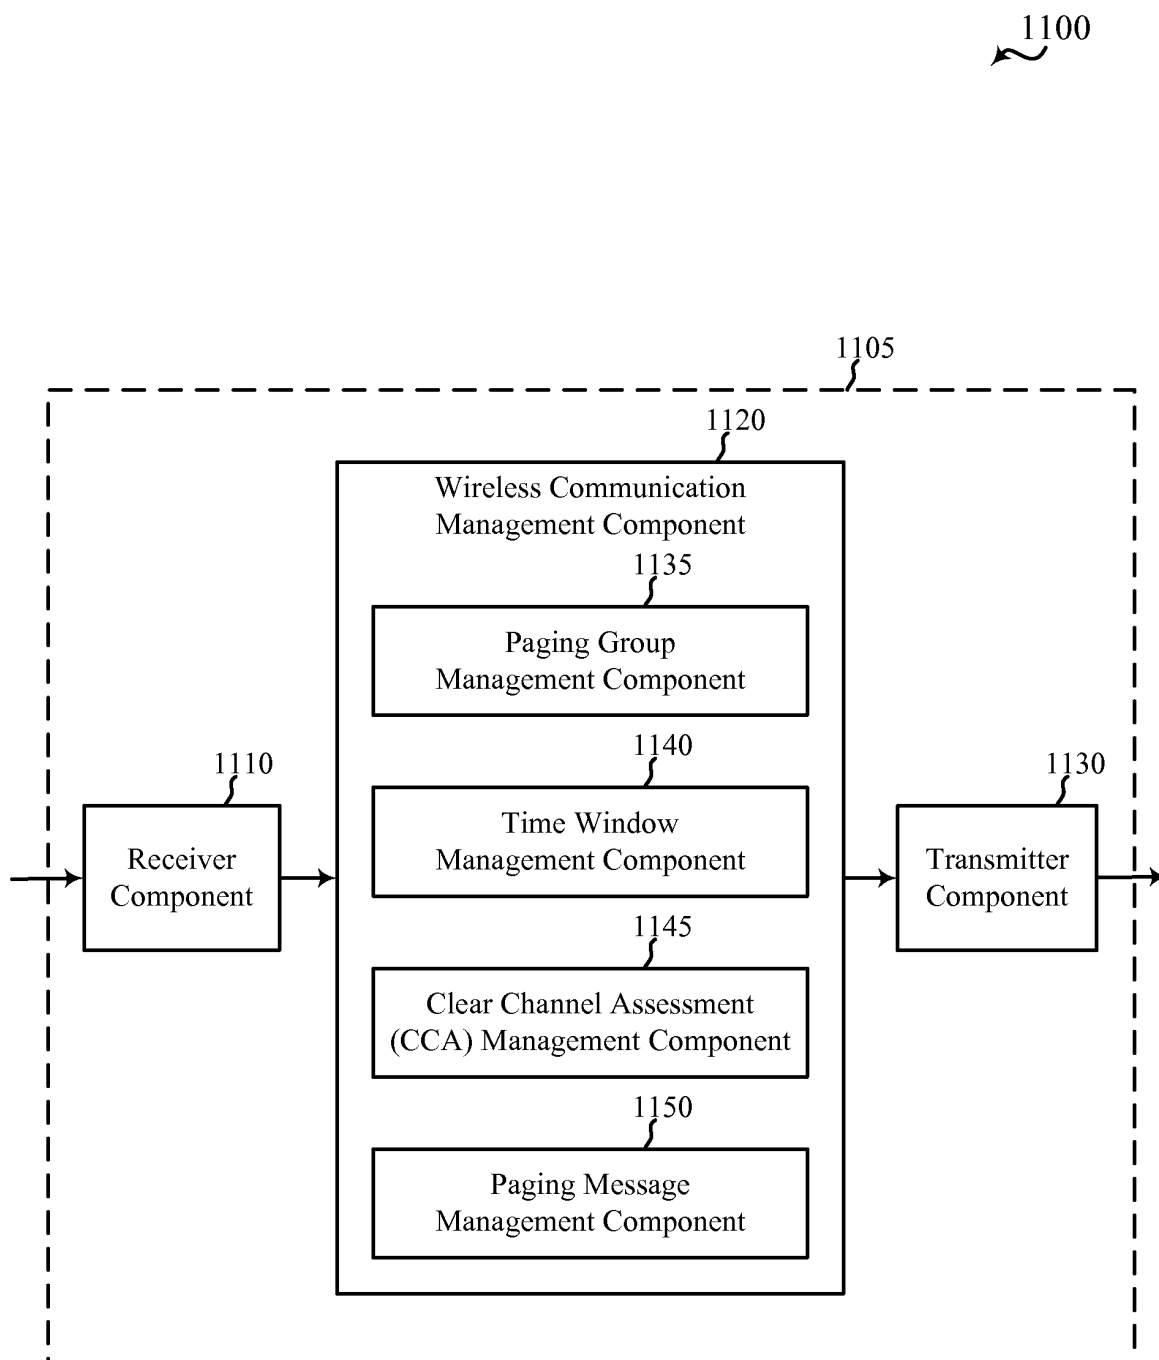 1100
1105
1120
Wireless Communication
Management Component
1135
Paging Group
Management Component
1140
Time Window
Management Component
1110
Receiver
Component
1130
Transmitter
Component
1145
Clear Channel Assessment
(CCA) Management Component
1150
Paging Message
Management Component